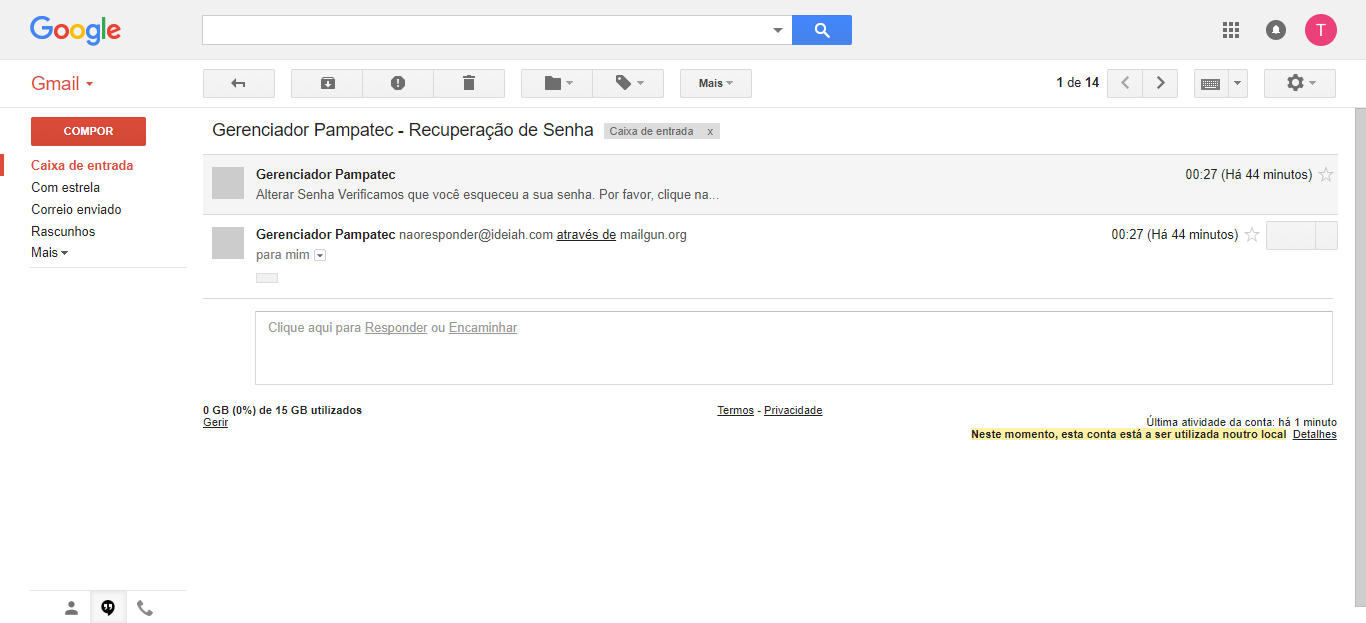 Google
T
Gmail
Mais
1 de 14
COMPOR
Caixa de entrada
Com estrela
Correio enviado
Rascunhos
Mais
Gerenciador Pampatec - Recuperação de Senha
Caixa de entrada x
Gerenciador Pampatec
00:27 (Há 44 minutos)
Alterar Senha Verificamos que você esqueceu a sua senha. Por favor, clique na...
Gerenciador Pampatec naoresponder@ideiah.com através de mailgun.org
00:27 (Há 44 minutos)
para mim
Clique aqui para Responder ou Encaminhar
0 GB (0%) de 15 GB utilizados
Gerir
Termos - Privacidade
Última atividade da conta: há 1 minuto
Neste momento, esta conta está a ser utilizada noutro local Detalhes